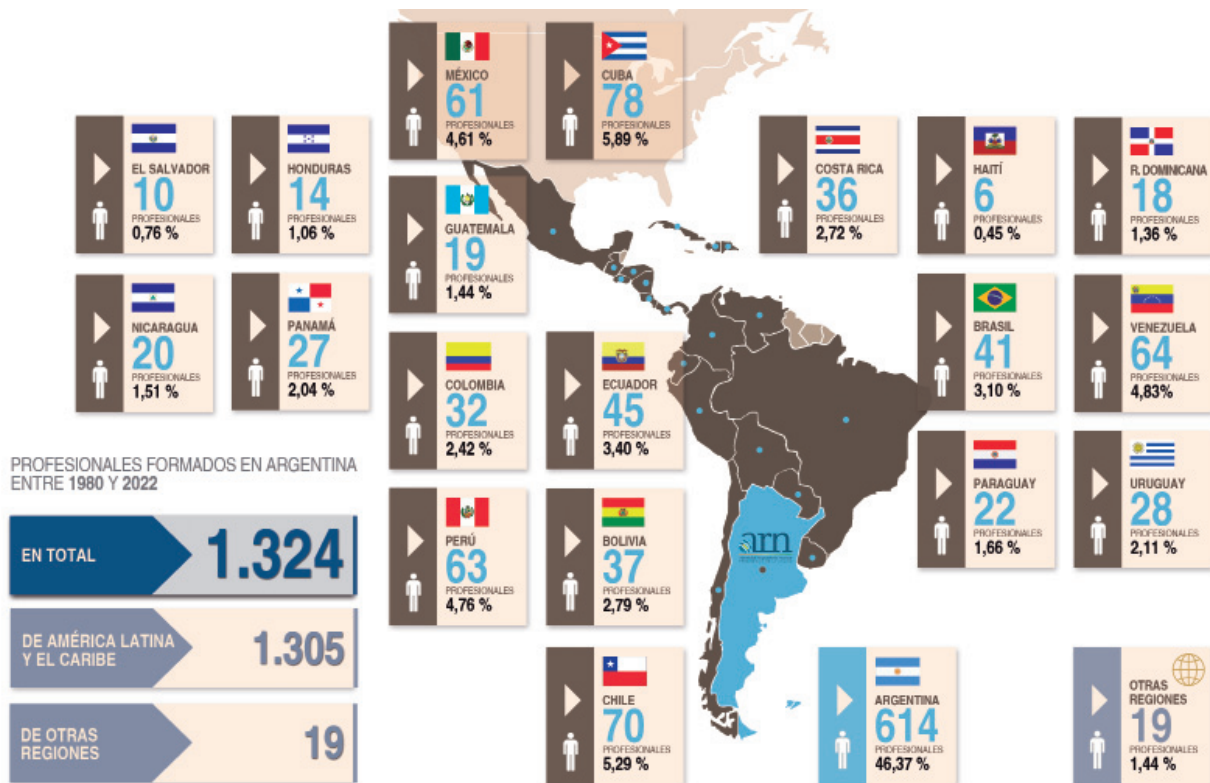 MÉXICO
61
PROFESIONALES
4,61 %
CUBA
78
PROFESIONALES
5,89 %
EL SALVADOR
10
PROFESIONALES
0,76 %
HONDURAS
14
PROFESIONALES
1,06 %
GUATEMALA
19
PROFESIONALES
1,44 %
COSTA RICA
36
PROFESIONALES
2,72 %
HAITÍ
6
PROFESIONALES
0,45 %
R. DOMINICANA
18
PROFESIONALES
1,36 %
NICARAGUA
20
PROFESIONALES
1,51 %
PANAMÁ
27
PROFESIONALES
2,04 %
COLOMBIA
32
PROFESIONALES
2,42 %
ECUADOR
45
PROFESIONALES
3,40 %
BRASIL
41
PROFESIONALES
3,10 %
VENEZUELA
64
PROFESIONALES
4,83%
PERÚ
63
PROFESIONALES
4,76 %
BOLIVIA
37
PROFESIONALES
2,79 %
PARAGUAY
22
PROFESIONALES
1,66 %
URUGUAY
28
PROFESIONALES
2,11 %
arn
CHILE
70
PROFESIONALES
5,29 %
ARGENTINA
614
PROFESIONALES
46,37 %
OTRAS
REGIONES
19
PROFESIONALES
1,44 %
PROFESIONALES FORMADOS EN ARGENTINA
ENTRE 1980 Y 2022
EN TOTAL
1.324
DE AMÉRICA LATINA
Y EL CARIBE
1.305
DE OTRAS
REGIONES
19